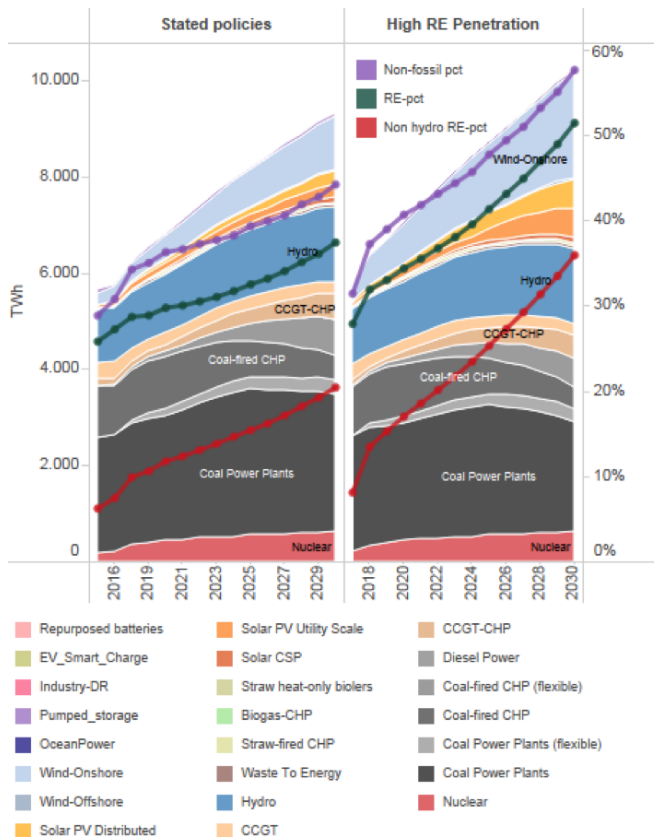 Stated policies
High RE Penetration
10.000
8.000
6.000
4.000
2.000
0
TWh
60%
50%
40%
30%
20%
10%
0%
Non-fossil pct
RE-pct
Non hydro RE-pct
Hydro
CCGT-CHP
Coal-fired CHP
Coal Power Plants
Nuclear
Wind-Onshore
Hydro
CCGT-CHP
Coal-fired CHP
Coal Power Plants
Nuclear
2016
2019
2021
2023
2025
2027
2029
2018
2020
2022
2024
2026
2028
2030
Repurposed batteries
EV_Smart_Charge
Industry-DR
Pumped_storage
OceanPower
Wind-Onshore
Wind-Offshore
Solar PV Distributed
Solar PV Utility Scale
Solar CSP
Straw heat-only biolers
Biogas-CHP
Straw-fired CHP
Waste To Energy
Hydro
CCGT
CCGT-CHP
Diesel Power
Coal-fired CHP (flexible)
Coal-fired CHP
Coal Power Plants (flexible)
Coal Power Plants
Nuclear